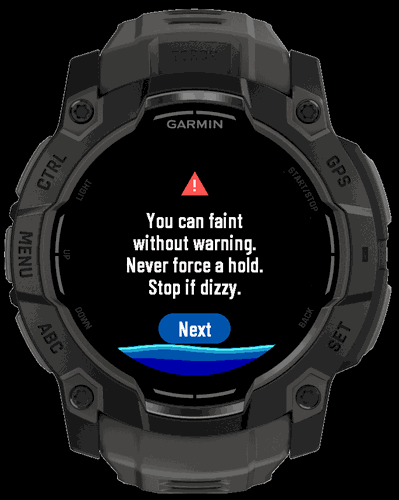 GARMIN
CTRL
LIGHT
GPS
START/STOP
MENU
UP
!
You can faint
without warning.
Never force a hold.
Stop if dizzy.
Next
ABC
DOWN
SET
BACK